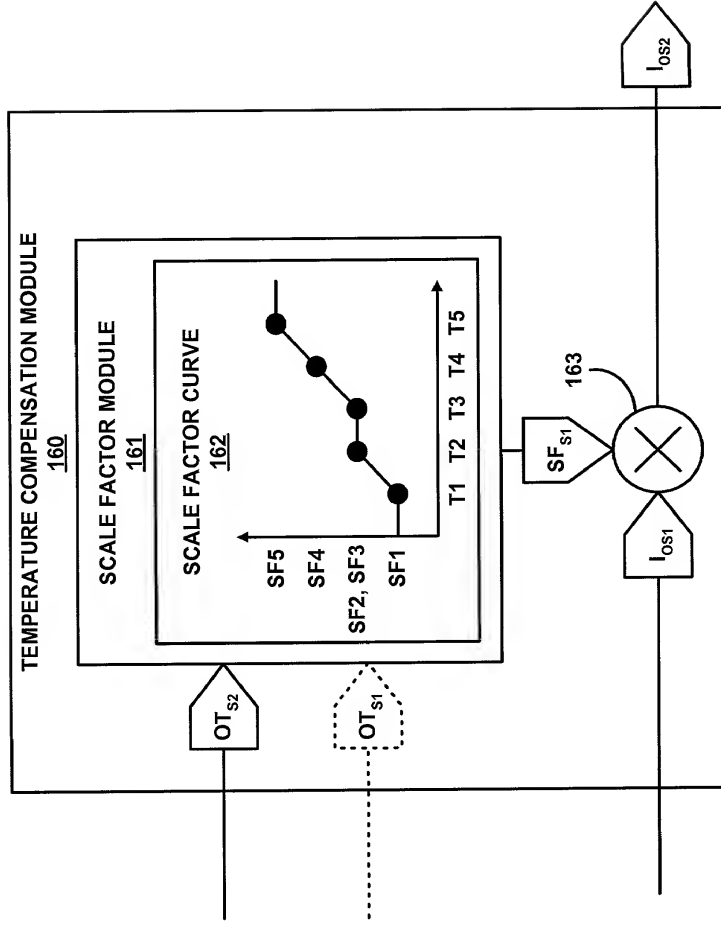 TEMPERATURE COMPENSATION MODULE
160
SCALE FACTOR MODULE
161
SCALE FACTOR CURVE
162
SF5
SF4
SF2, SF3
SF1
T1 T2 T3 T4 T5
OTS2
OTS1
SFS1
163
IOS1
IOS2